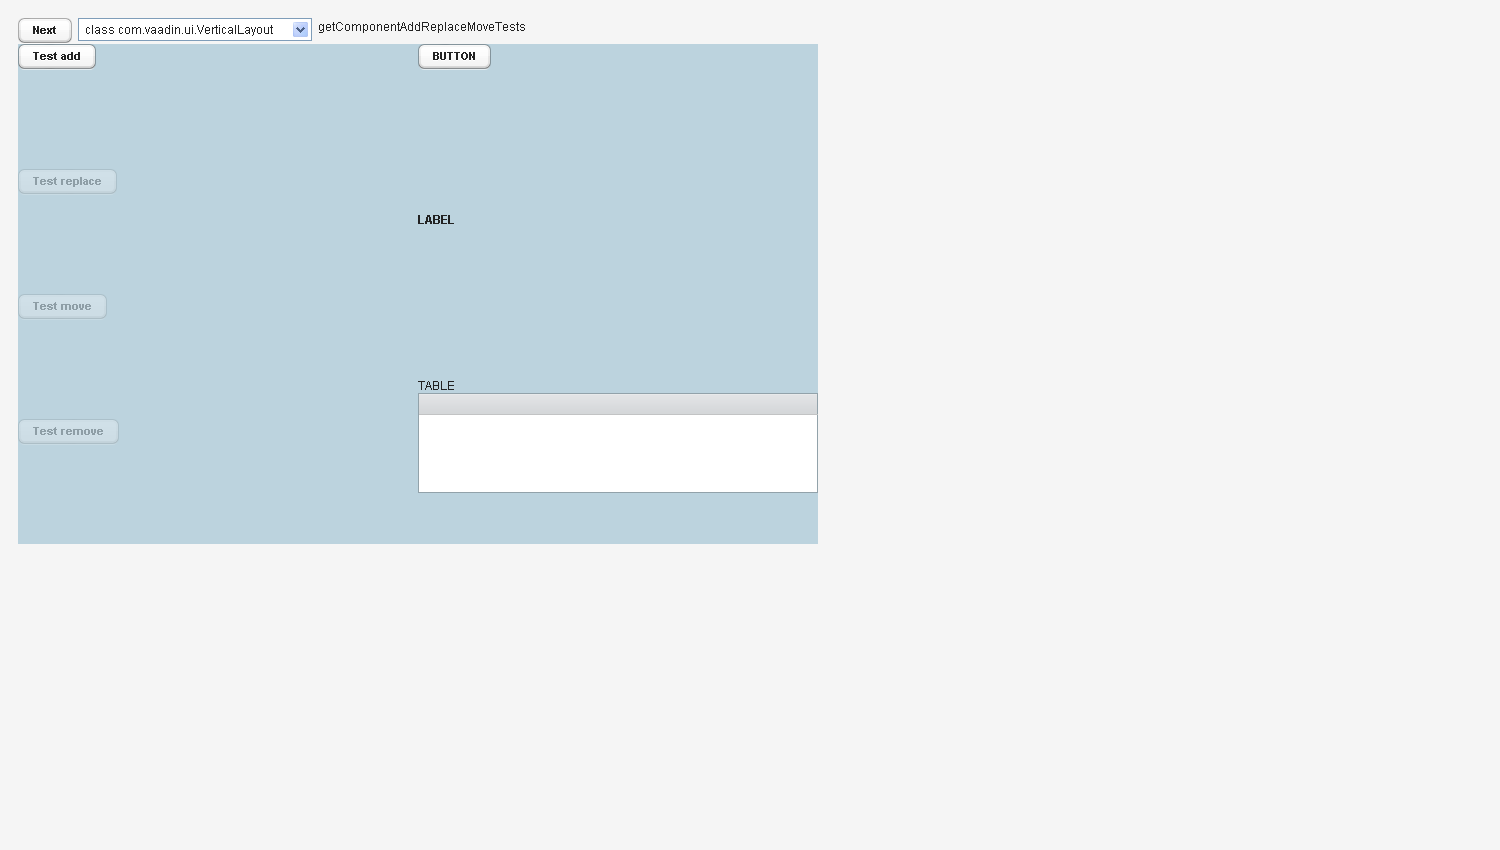 Next
class com.vaadin.ui.VerticalLayout
getComponentAddReplaceMoveTests
Test add
BUTTON
Test replace
LABEL
Test move
TABLE
Test remove